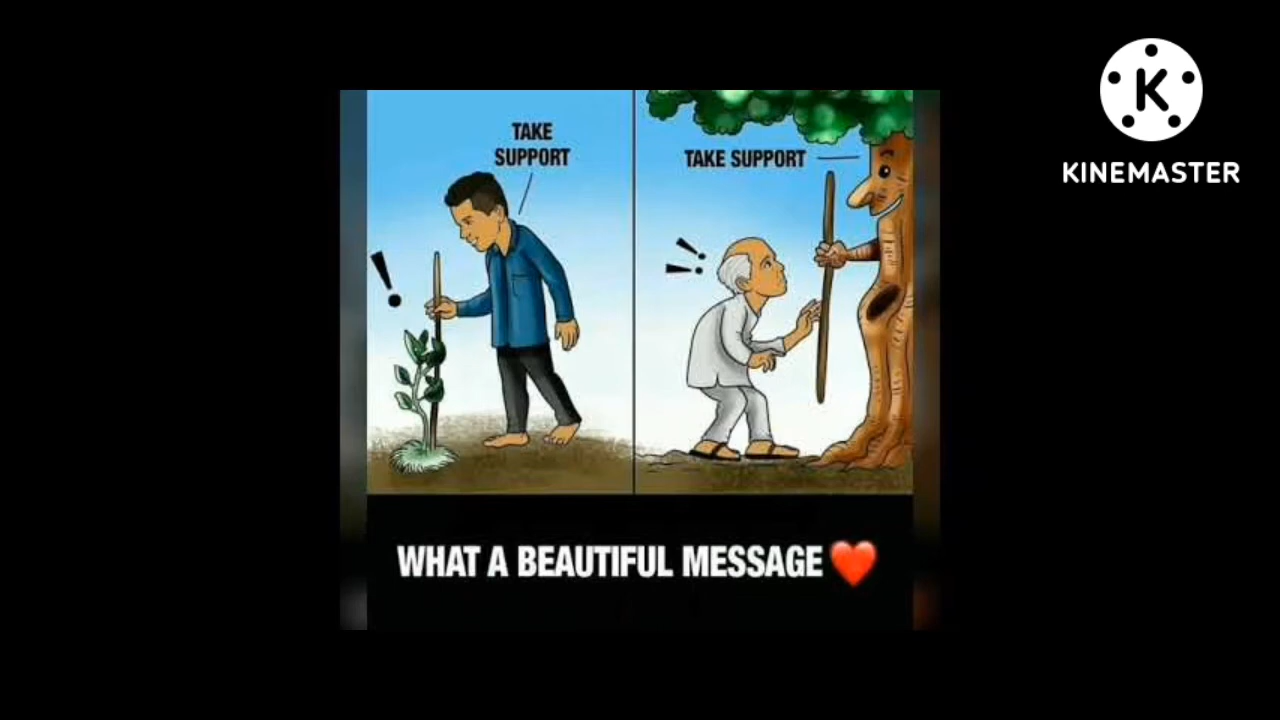 TAKE
SUPPORT
TAKE SUPPORT
WHAT A BEAUTIFUL MESSAGE❤️
K
KINEMASTER